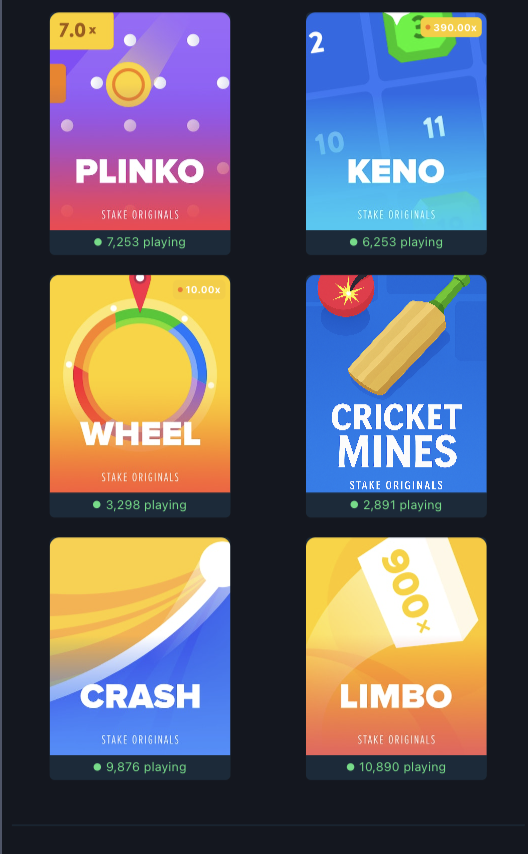 7.0 x
PLINKO
STAKE ORIGINALS
7,253 playing
390.00x
2
10
11
KENO
STAKE ORIGINALS
6,253 playing
10.00x
WHEEL
STAKE ORIGINALS
3,298 playing
CRICKET
MINES
STAKE ORIGINALS
2,891 playing
CRASH
STAKE ORIGINALS
9,876 playing
900x
LIMBO
STAKE ORIGINALS
10,890 playing